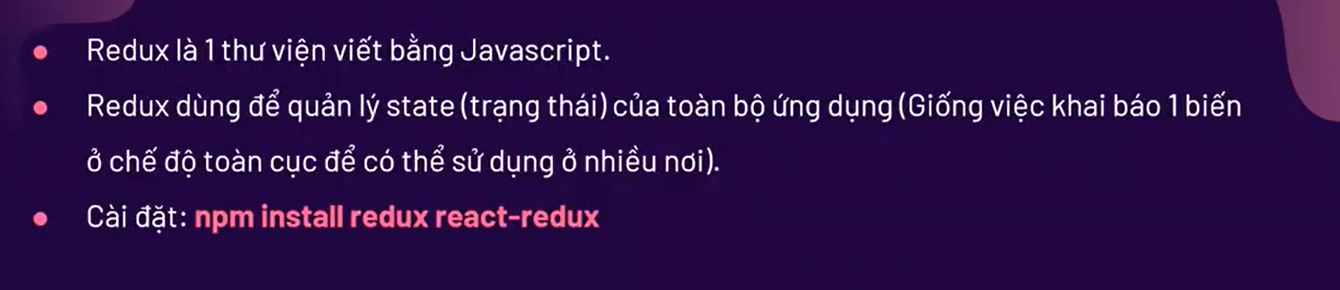 Redux là 1 thư viện viết bằng Javascript.
Redux dùng để quản lý state (trạng thái) của toàn bộ ứng dụng (Giống việc khai báo 1 biến
ở chế độ toàn cục để có thể sử dụng ở nhiều nơi).
Cài đặt: npm install redux react-redux